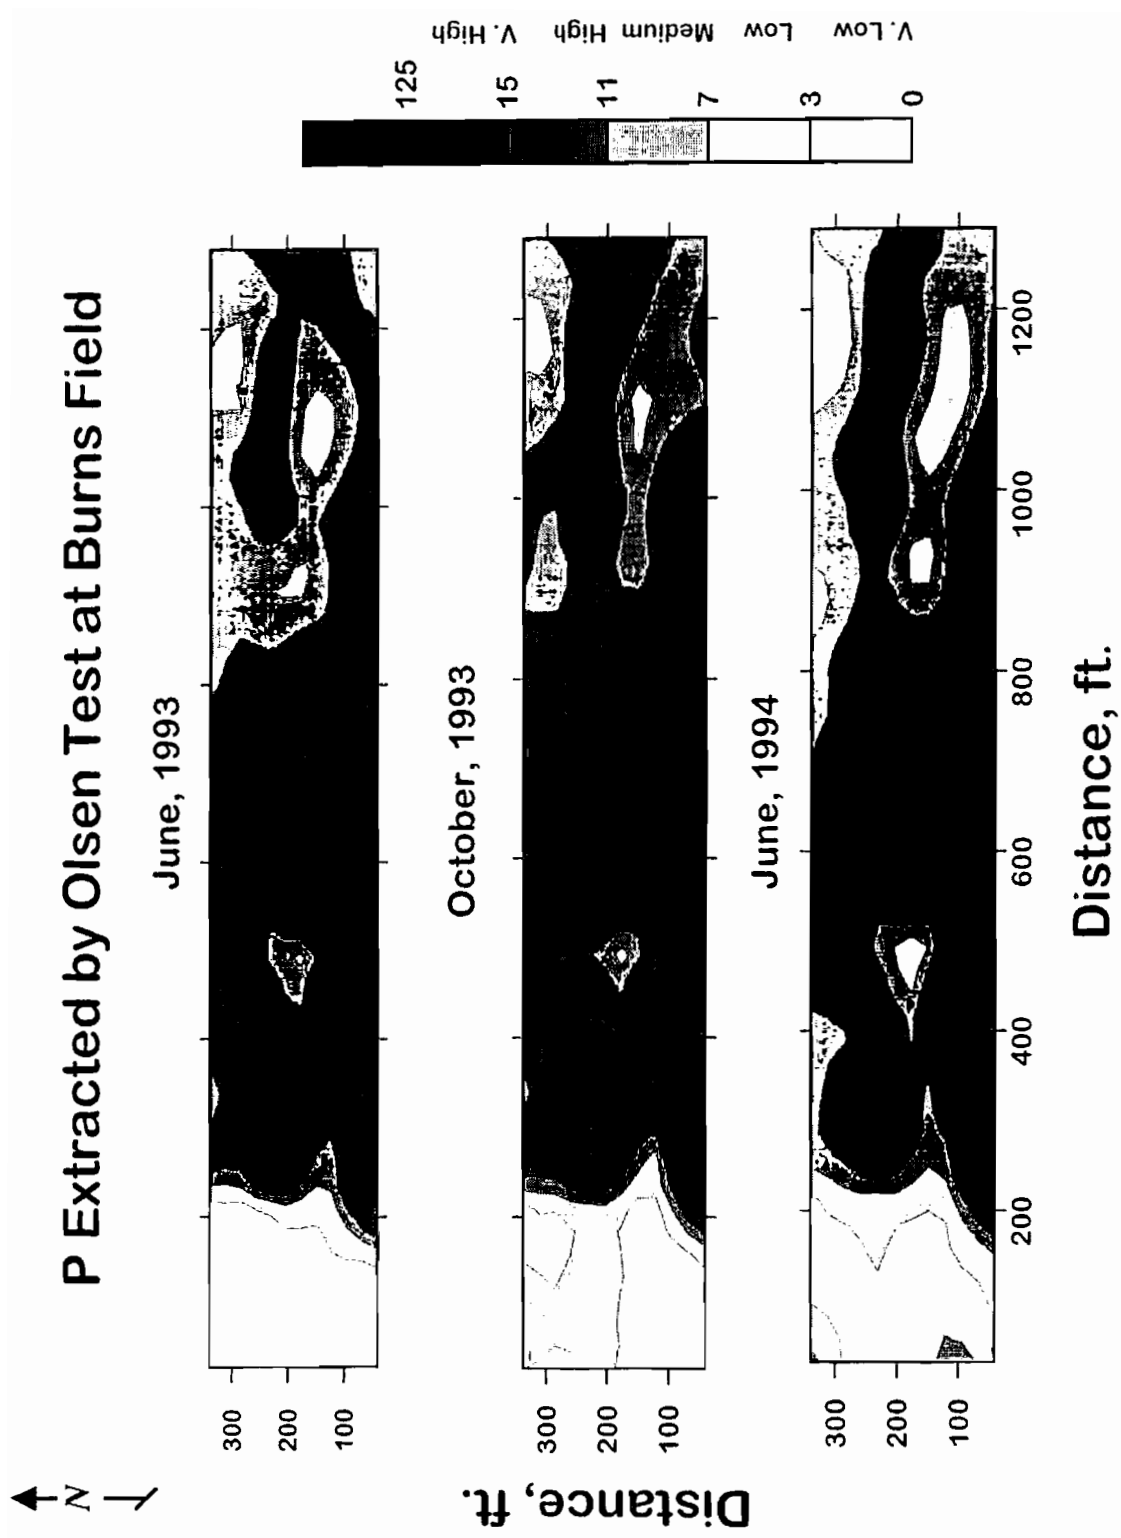 P Extracted by Olsen Test at Burns Field
N
June, 1993
300
200
100
October, 1993
300
200
100
June, 1994
300
200
100
200
400
600
800
1000
1200
Distance, ft.
Distance, ft.
125
15
11
7
3
0
V. High
High
Medium
Low
V. Low